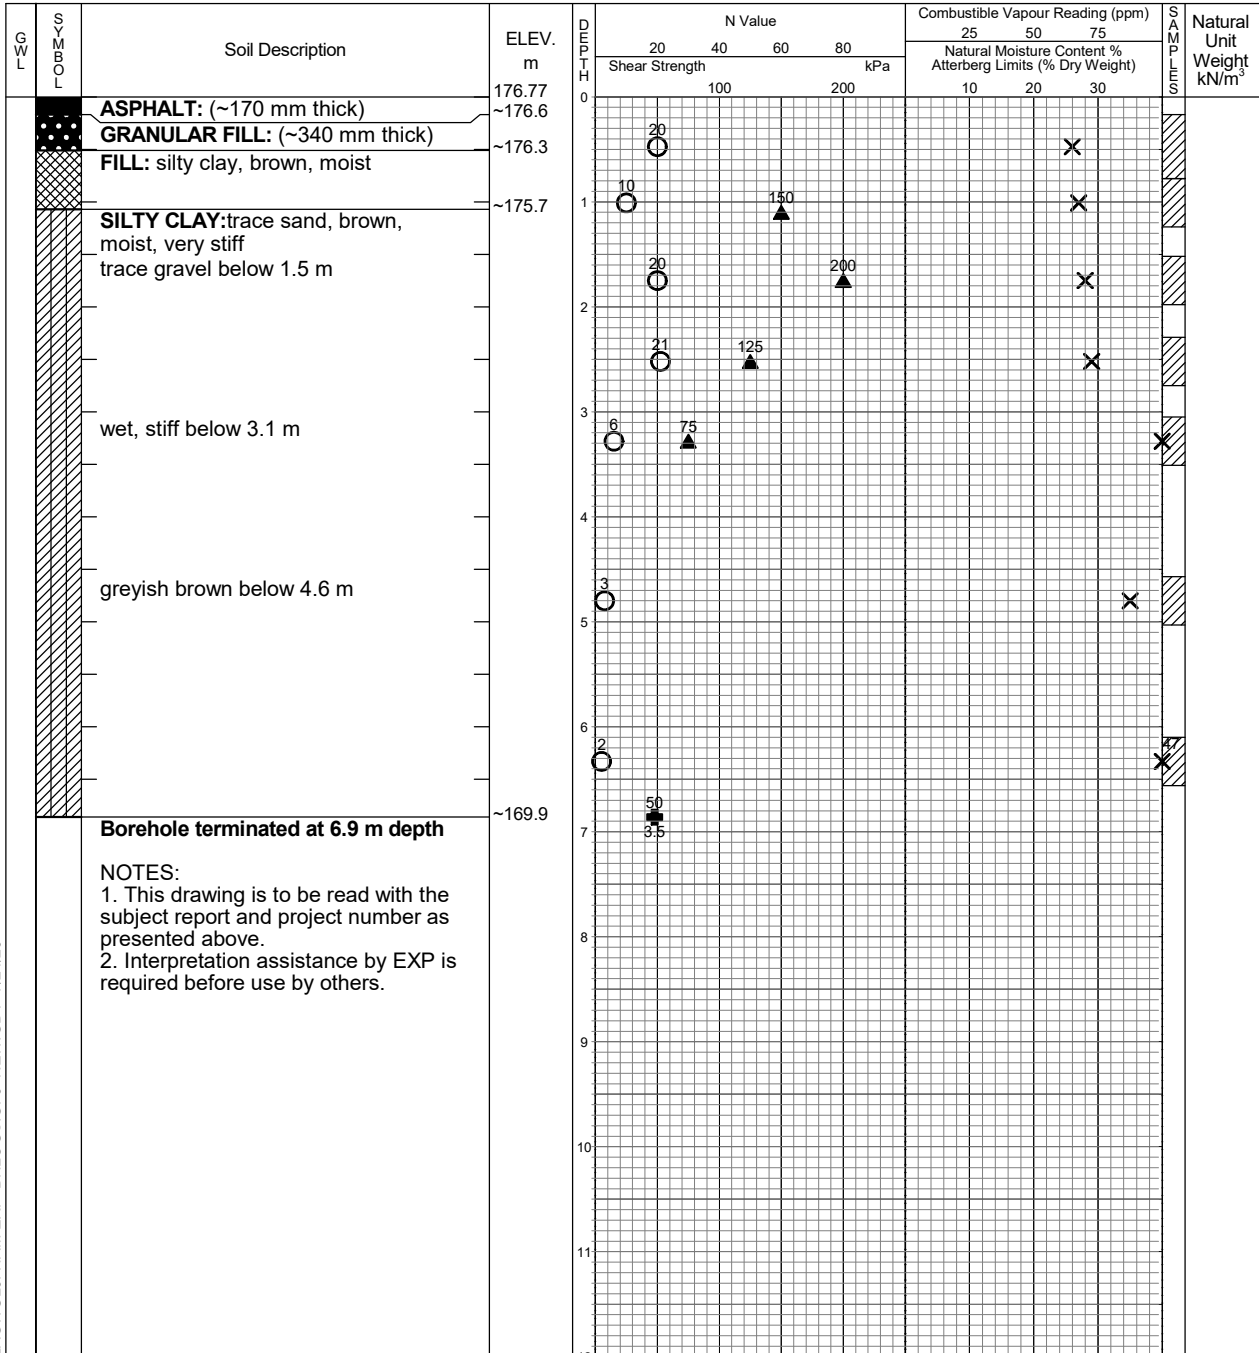 GWL
SYMBOL
Soil Description
ELEV.
m
176.77
DEPTH
N Value
20 40 60 80
Shear Strength kPa
100 200
Combustible Vapour Reading (ppm)
25 50 75
Natural Moisture Content %
Atterberg Limits (% Dry Weight)
10 20 30
SAMPLES
Natural
Unit
Weight
kN/m³
0
ASPHALT: (~170 mm thick)
~176.6
GRANULAR FILL: (~340 mm thick)
20
~176.3
FILL: silty clay, brown, moist
10
150
1
~175.7
SILTY CLAY:trace sand, brown,
moist, very stiff
trace gravel below 1.5 m
20
200
2
21
125
3
wet, stiff below 3.1 m
6
75
4
greyish brown below 4.6 m
3
5
6
2
47
50
3.5
~169.9
Borehole terminated at 6.9 m depth
7
NOTES:
1. This drawing is to be read with the
subject report and project number as
presented above.
8
2. Interpretation assistance by EXP is
required before use by others.
9
10
11